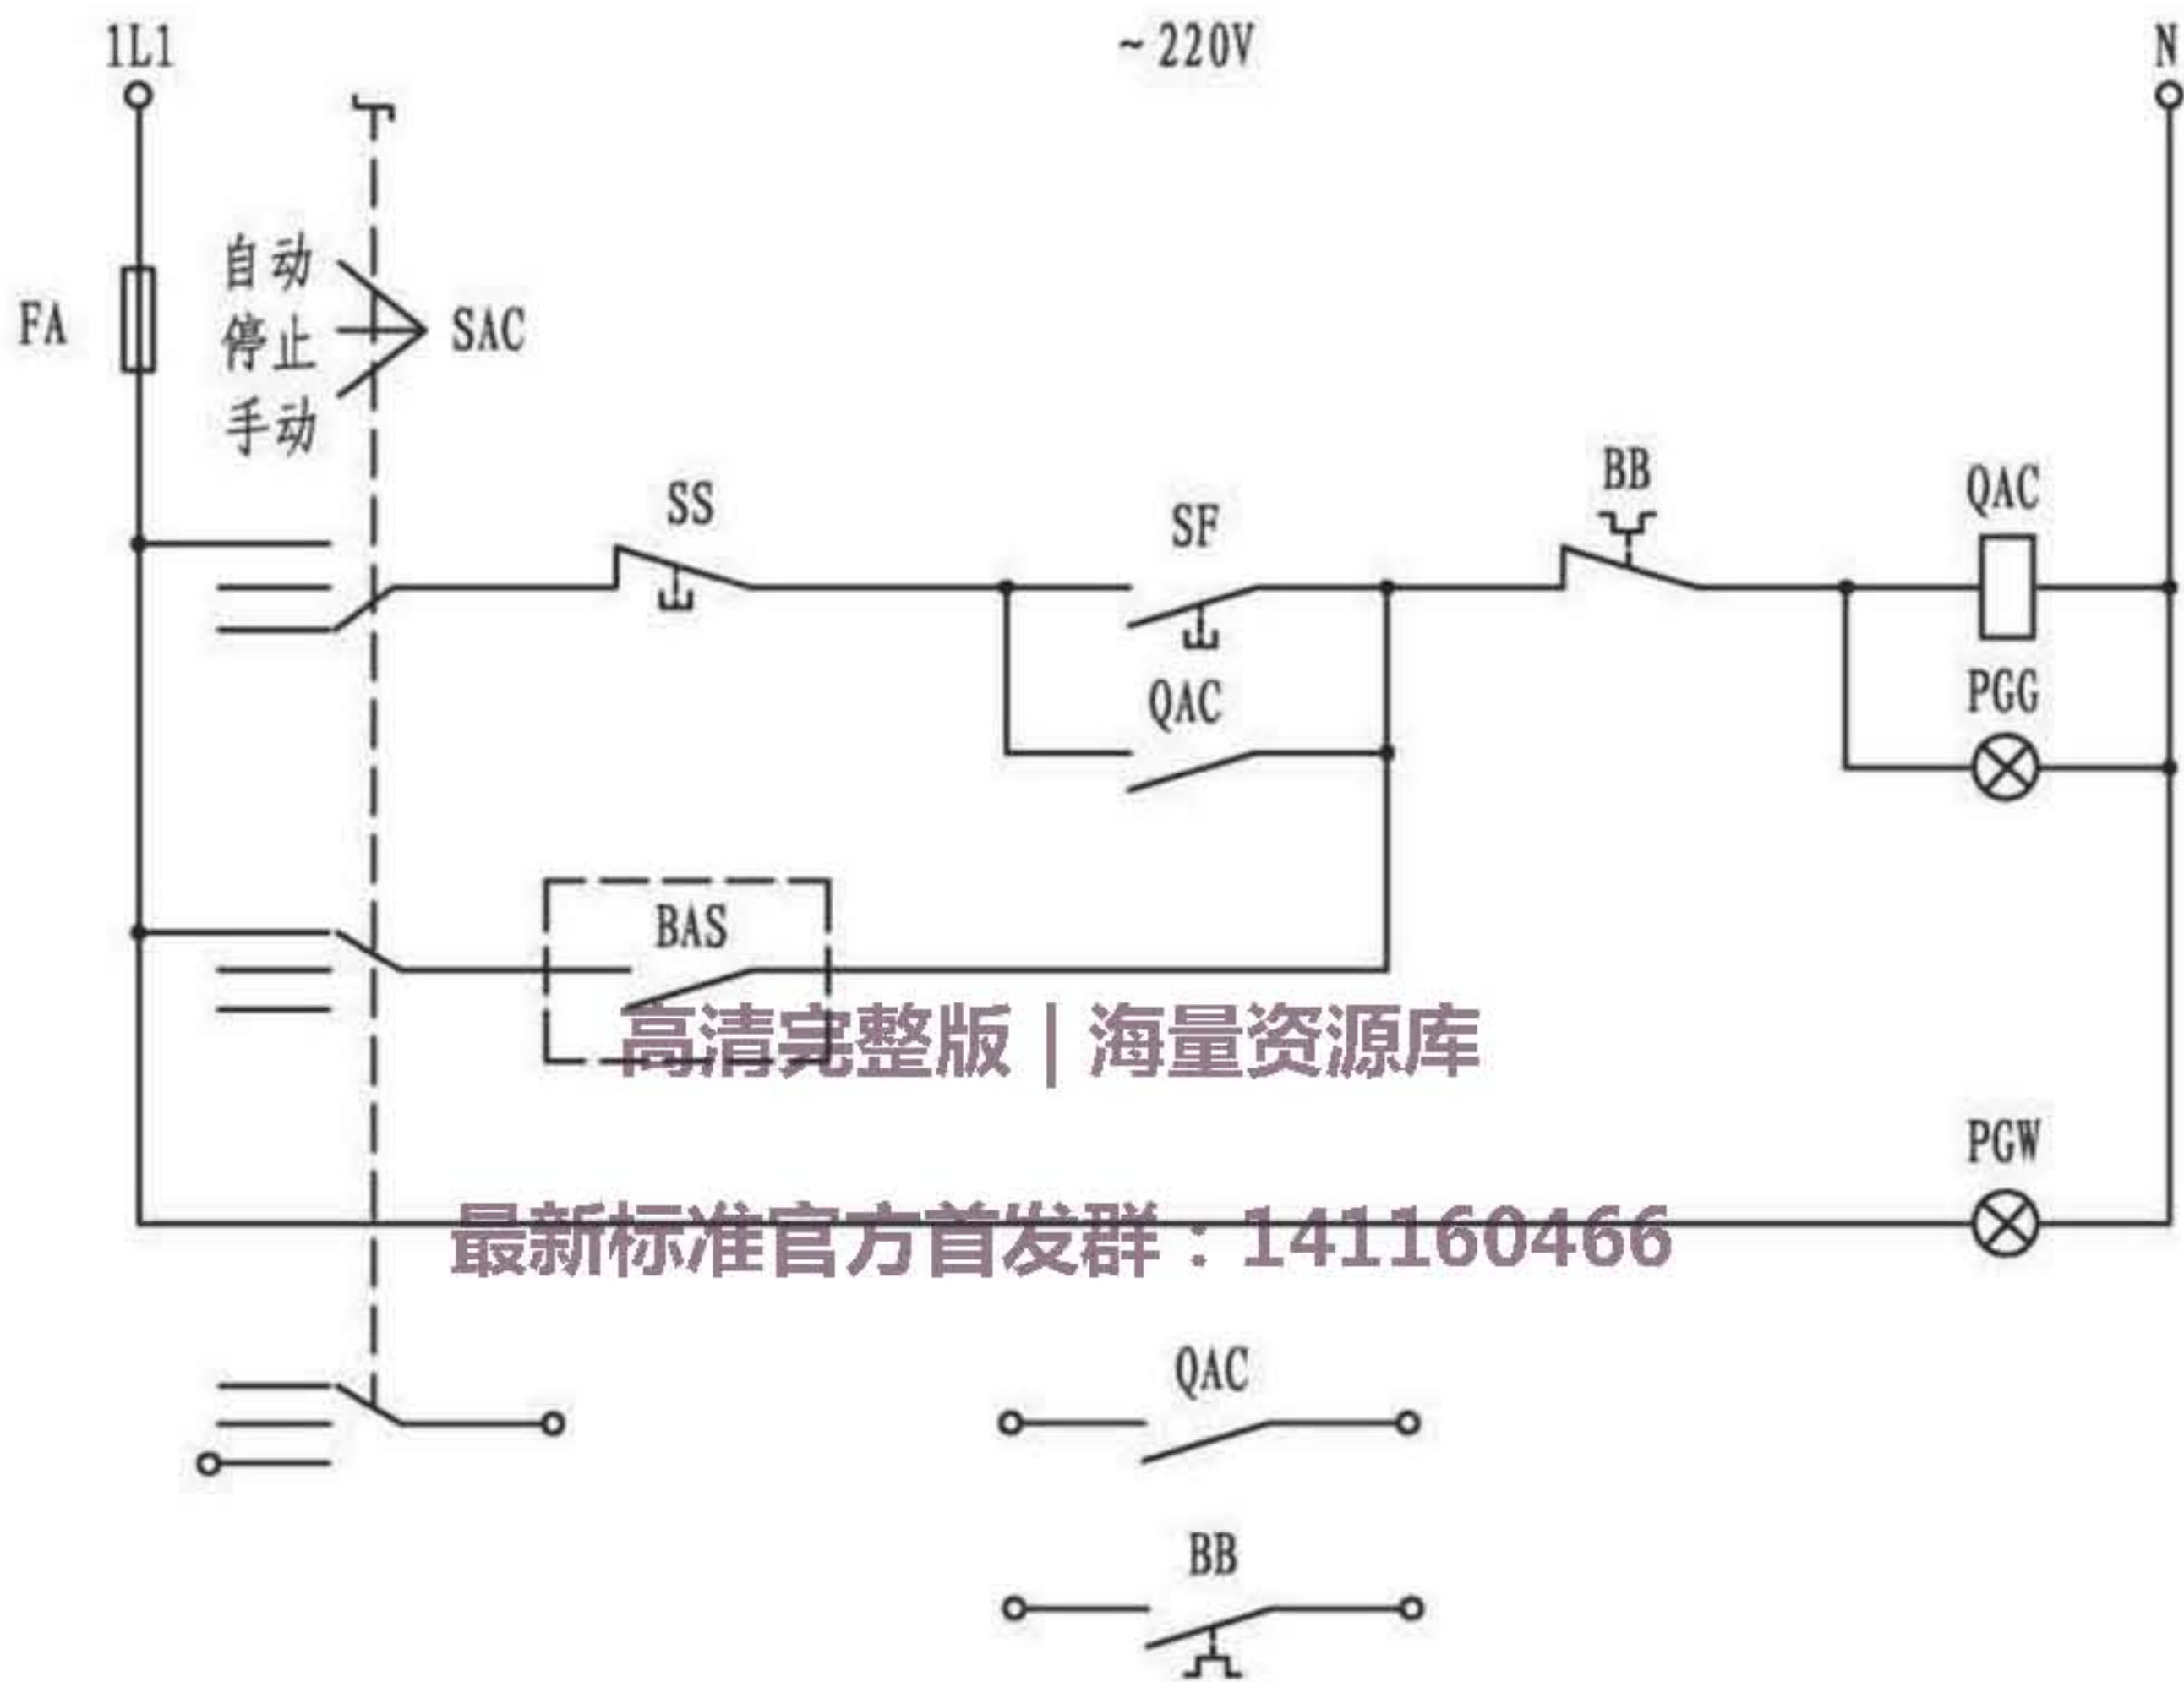 1L1
~220V
N
自动
FA
停止
SAC
手动
BB
QAC
SS
SF
PGG
QAC
BAS
高清完整版 | 海量资源库
PGW
最新标准官方首发群：141160466
QAC
BB